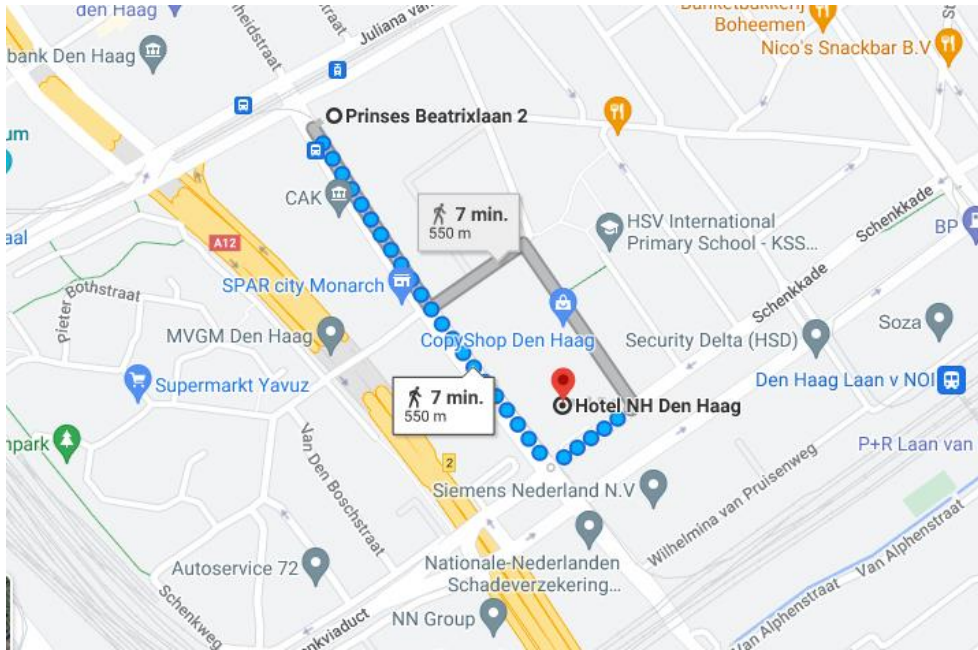 den Haag
Juliana van
Banketbakkerij
Boheemen
Nico's Snackbar B.V
bank Den Haag
Prinses Beatrixlaan 2
um
CAK
7 min.
550 m
HSV International
Primary School - KSS...
Schenkkade
BP
aal
A12
SPAR city Monarch
Schenkkade
Pieter
Bothstraat
MVGM Den Haag
CopyShop Den Haag
Security Delta (HSD)
Soza
Supermarkt Yavuz
7 min.
550 m
Hotel NH Den Haag
Den Haag Laan v NOI
npark
Van Den Boschstraat
2
P+R Laan van
Siemens Nederland N.V
Wilhelmina van Pruisenweg
Autoservice 72
Nationale-Nederlanden
Schadeverzekering...
Van Alphenstraat
Van Alphenstraat
Schenkweg
NN Group
nkviaduct